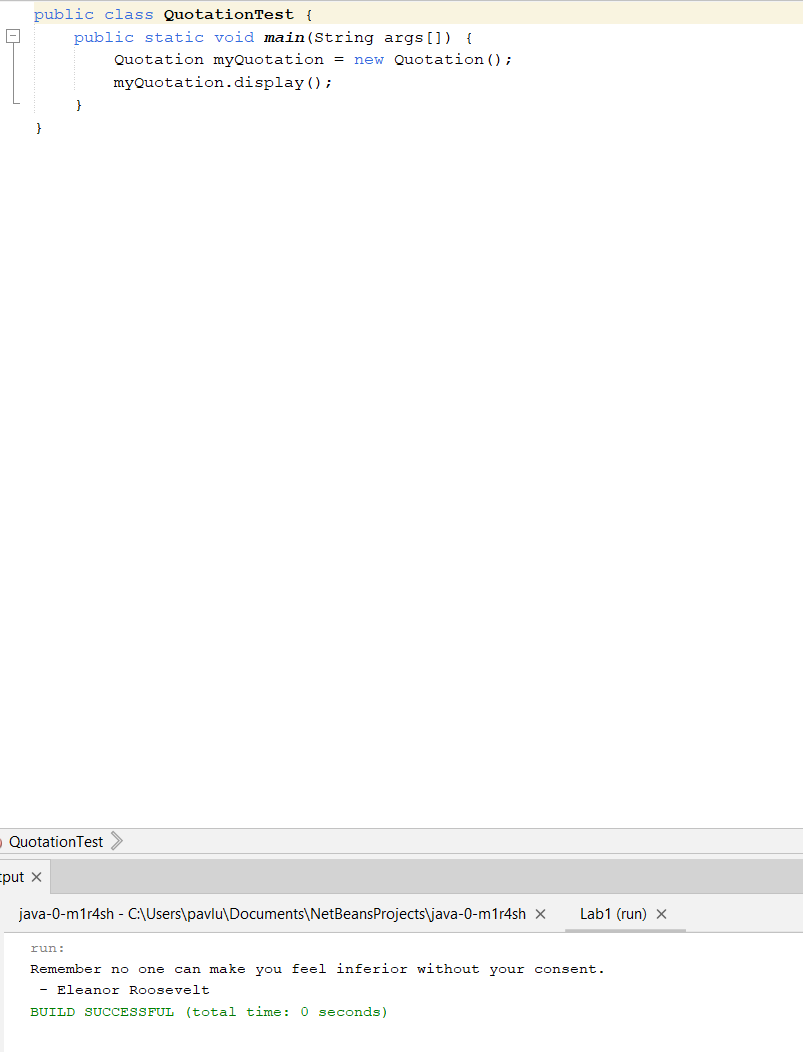 public class QuotationTest {
    public static void main(String args[]) {
        Quotation myQuotation = new Quotation();
        myQuotation.display();
    }
}
QuotationTest
tput ×
java-0-m1r4sh - C:\Users\pavlu\Documents\NetBeansProjects\java-0-m1r4sh × Lab1 (run) ×
run:
Remember no one can make you feel inferior without your consent.
 - Eleanor Roosevelt
BUILD SUCCESSFUL (total time: 0 seconds)